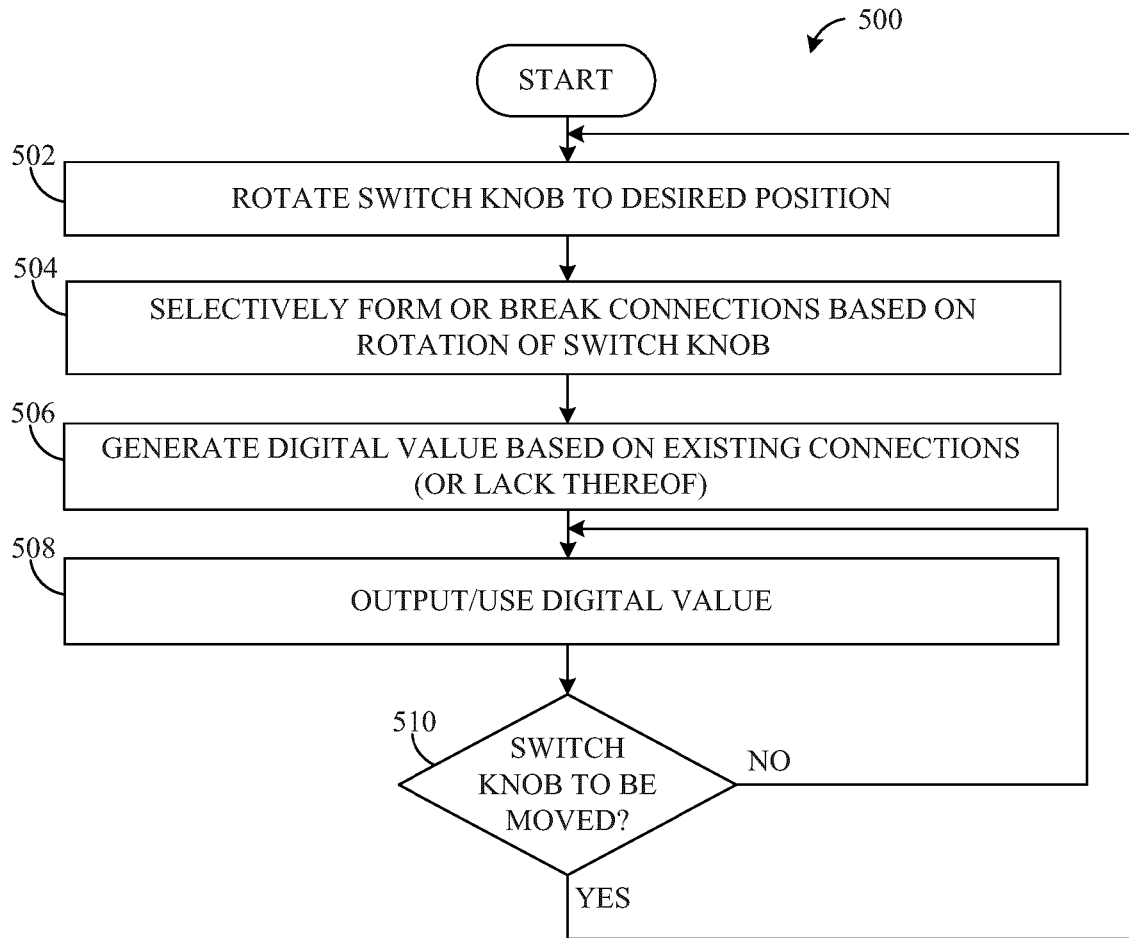 500
START
502
ROTATE SWITCH KNOB TO DESIRED POSITION
504
SELECTIVELY FORM OR BREAK CONNECTIONS BASED ON
ROTATION OF SWITCH KNOB
506
GENERATE DIGITAL VALUE BASED ON EXISTING CONNECTIONS
(OR LACK THEREOF)
508
OUTPUT/USE DIGITAL VALUE
510
SWITCH
KNOB TO BE
MOVED?
NO
YES